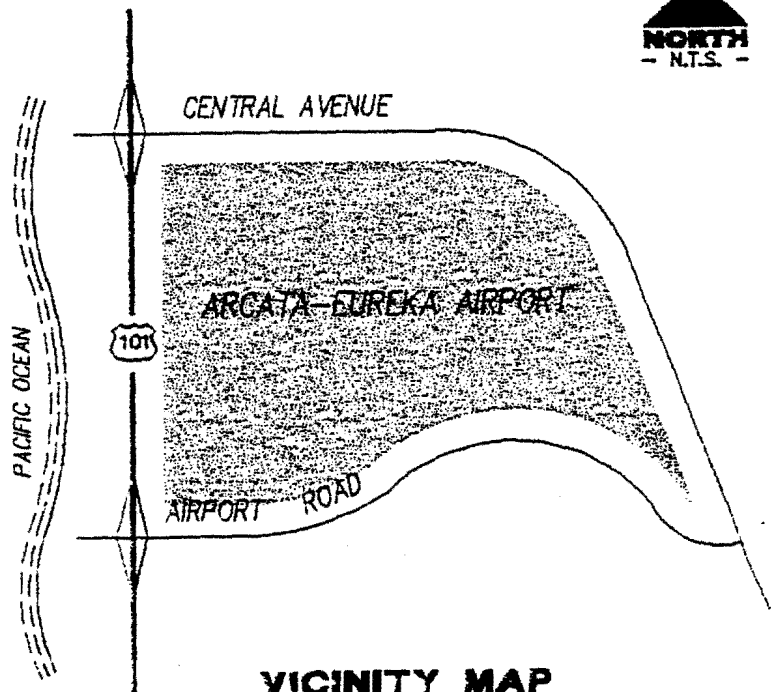 NORTH
- N.T.S. -
CENTRAL AVENUE
ARCATA-EUREKA AIRPORT
101
PACIFIC OCEAN
AIRPORT ROAD
VICINITY MAP